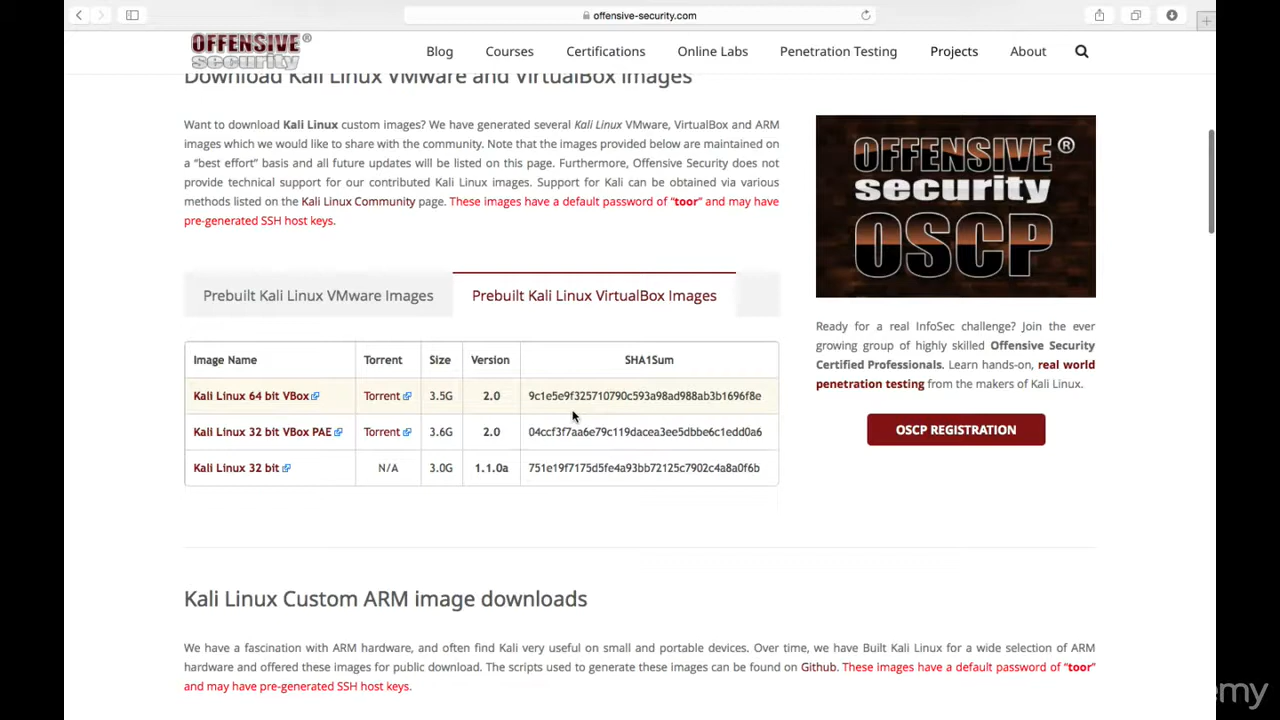 offensive-security.com
OFFENSIVE®
security
Blog Courses Certifications Online Labs Penetration Testing Projects About
Download Kali Linux VMware and VirtualBox Images
Want to download Kali Linux custom images? We have generated several Kali Linux VMware, VirtualBox and ARM
images which we would like to share with the community. Note that the images provided below are maintained on
a “best effort” basis and all future updates will be listed on this page. Furthermore, Offensive Security does not
provide technical support for our contributed Kali Linux images. Support for Kali can be obtained via various
methods listed on the Kali Linux Community page. These images have a default password of “toor” and may have
pre-generated SSH host keys.
Prebuilt Kali Linux VMware Images Prebuilt Kali Linux VirtualBox Images
Image Name Torrent Size Version SHA1Sum
Kali Linux 64 bit VBox Torrent 3.5G 2.0 9c1e5e9f325710790c593a98ad988ab3b1696f8e
Kali Linux 32 bit VBox PAE Torrent 3.6G 2.0 04ccf3f7aa6e79c119dacea3ee5dbbe6c1edd0a6
Kali Linux 32 bit N/A 3.0G 1.1.0a 751e19f7175d5fe4a93bb72125c7902c4a8a0f6b
OFFENSIVE®
security
OSCP
Ready for a real InfoSec challenge? Join the ever
growing group of highly skilled Offensive Security
Certified Professionals. Learn hands-on, real world
penetration testing from the makers of Kali Linux.
OSCP REGISTRATION
Kali Linux Custom ARM image downloads
We have a fascination with ARM hardware, and often find Kali very useful on small and portable devices. Over time, we have Built Kali Linux for a wide selection of ARM
hardware and offered these images for public download. The scripts used to generate these images can be found on Github. These images have a default password of “toor”
and may have pre-generated SSH host keys.
emy